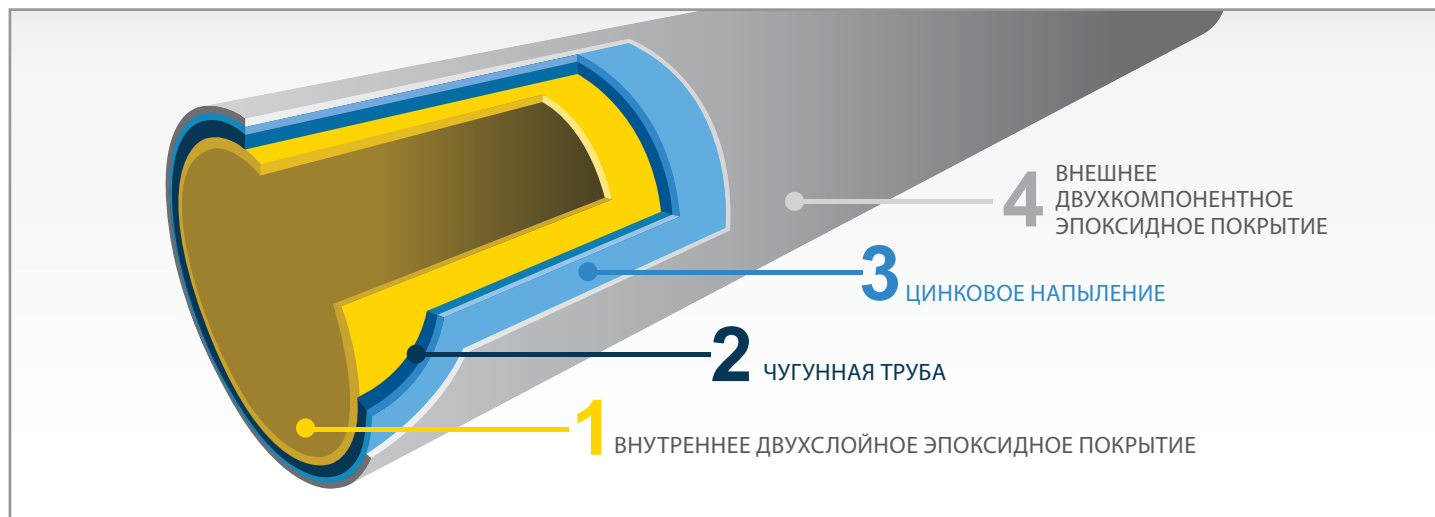 4 ВНЕШНЕЕ
ДВУХКОМПОНЕНТНОЕ
ЭПОКСИДНОЕ ПОКРЫТИЕ
3 ЦИНКОВОЕ НАПЫЛЕНИЕ
2 ЧУГУННАЯ ТРУБА
1 ВНУТРЕННЕЕ ДВУХСЛОЙНОЕ ЭПОКСИДНОЕ ПОКРЫТИЕ